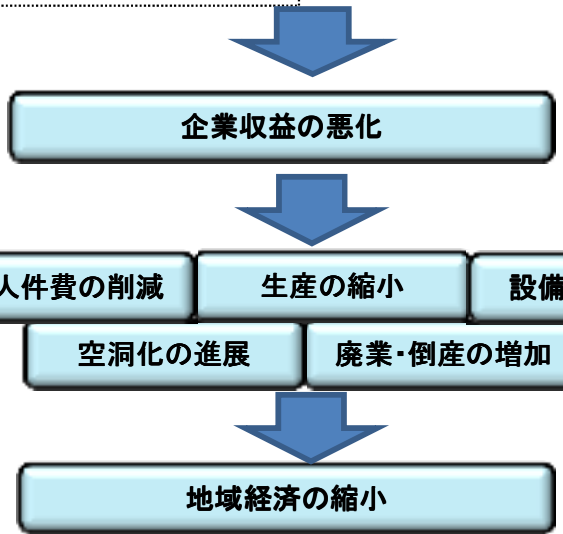 企業収益の悪化
人件費の削減
生産の縮小
設備
空洞化の進展
廃業・倒産の増加
地域経済の縮小